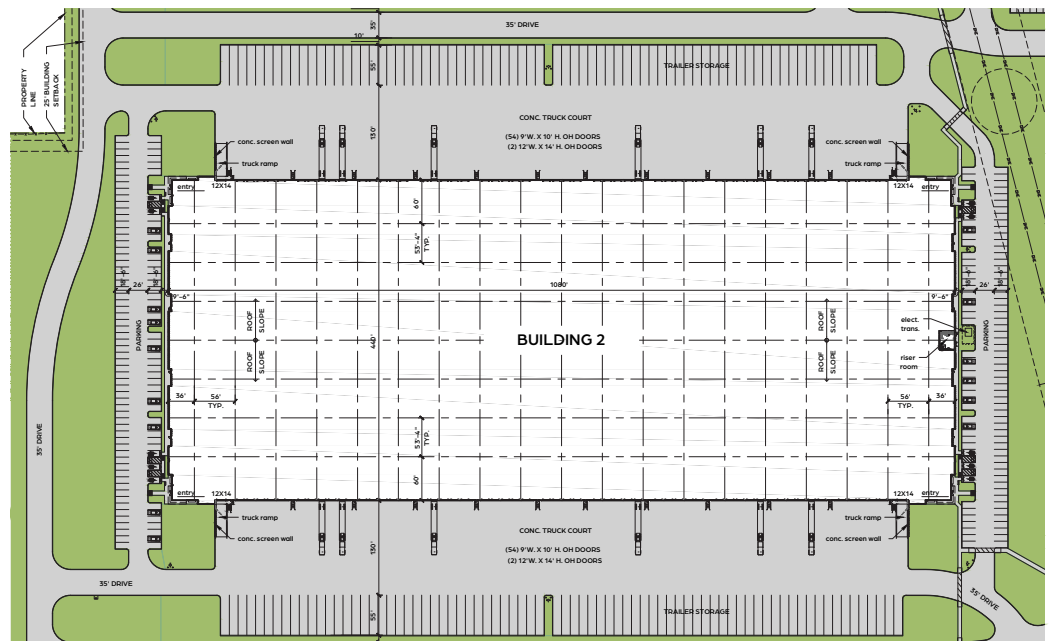 35' DRIVE
35'
10'
55'
TRAILER STORAGE
PROPERTY
LINE
25' BUILDING
SETBACK
CONC. TRUCK COURT
130'
(54) 9'W. X 10' H. OH DOORS
(2) 12'W. X 14' H. OH DOORS
conc. screen wall
truck ramp
conc. screen wall
truck ramp
entry
12X14
12X14
entry
60'
53'-4"
TYP.
26'
9'-6"
1080'
9'-6"
26'
ROOF
SLOPE
ROOF
SLOPE
440'
ROOF
SLOPE
ROOF
SLOPE
BUILDING 2
PARKING
PARKING
elect.
trans.
riser
room
36'
56'
TYP.
56'
36'
TYP.
53'-4"
TYP.
60'
35' DRIVE
entry
12X14
12X14
entry
truck ramp
conc. screen wall
truck ramp
conc. screen wall
CONC. TRUCK COURT
130'
(54) 9'W. X 10' H. OH DOORS
(2) 12'W. X 14' H. OH DOORS
35' DRIVE
55'
TRAILER STORAGE
35' DRIVE